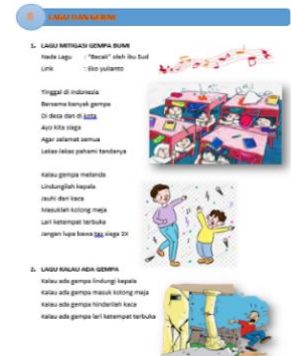 8 LAGU DAN GERAK
1. LAGU MITIGASI GEMPA BUMI
Nada Lagu : "Becak" oleh Ibu Sud
Lirik : Eko yulianto
Tinggal di Indonesia
Bersama banyak gempa
Di desa dan di kota
Ayo kita siaga
Agar selamat semua
Lekas-lekas pahami tandanya
Kalau gempa melanda
Lindungilah kepala
Jauhi dari kaca
Masuklah kolong meja
Lari ketempat terbuka
Jangan lupa bawa tas siaga 2X
2. LAGU KALAU ADA GEMPA
Kalau ada gempa lindungi kepala
Kalau ada gempa masuk kolong meja
Kalau ada gempa hindarilah kaca
Kalau ada gempa lari ketempat terbuka